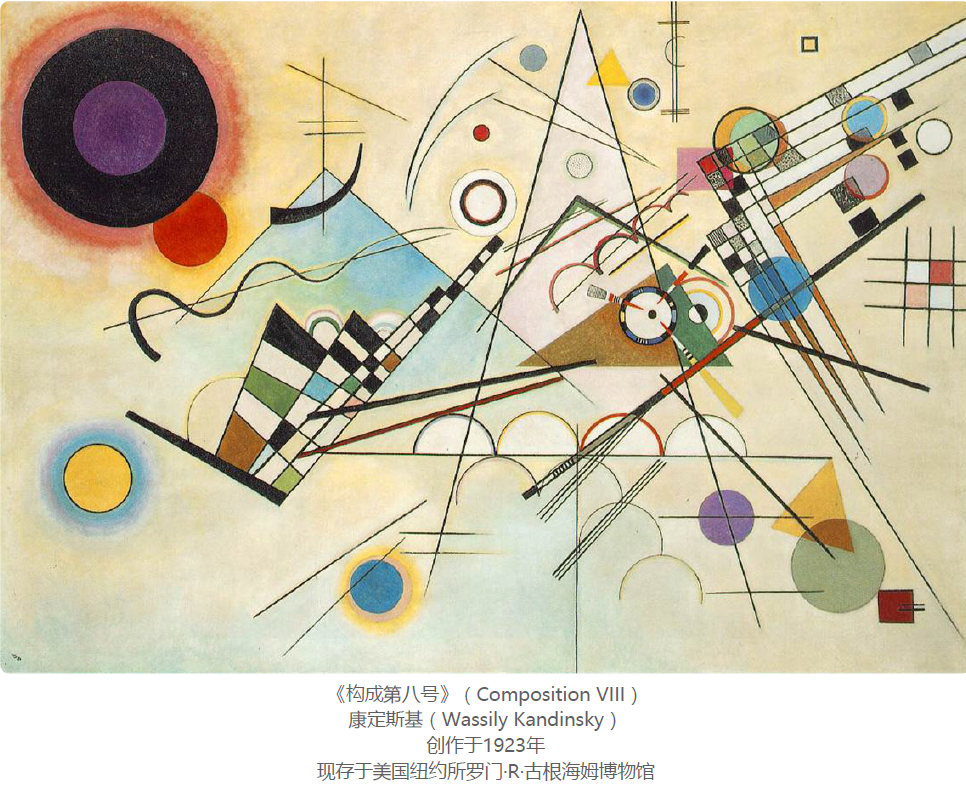 《构成第八号》（Composition VIII）
康定斯基（Wassily Kandinsky）
创作于1923年
现存于美国纽约所罗门·R·古根海姆博物馆